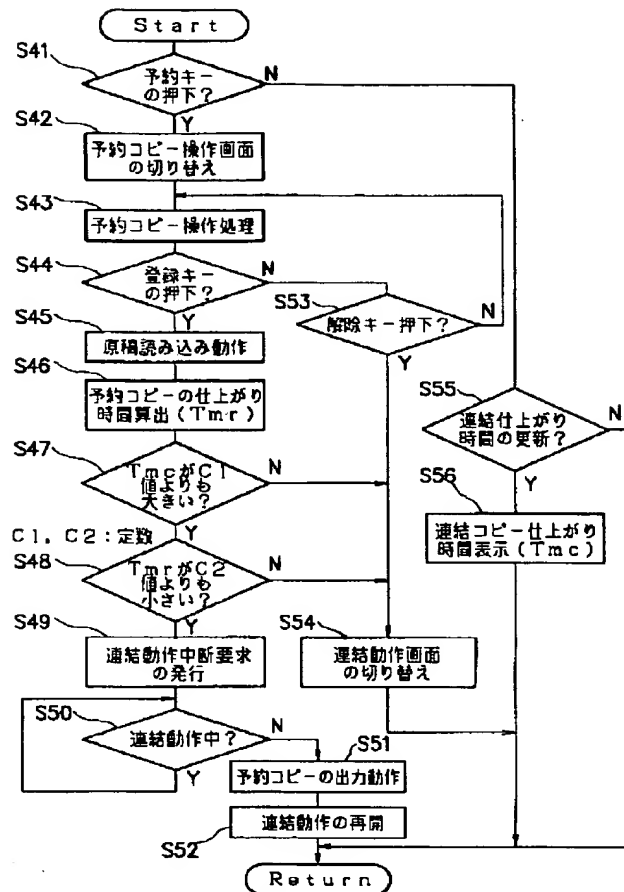 Start
S41
予約キー
の押下?
N
Y
S42
予約コピー操作画面
の切り替え
S43
予約コピー操作処理
S44
登録キー
の押下?
N
Y
S53
解除キー押下?
N
Y
S45
原稿読み込み動作
S46
予約コピーの仕上がり
時間算出(Tmr)
S47
TmcがC1
値よりも
大きい?
N
Y
C1, C2:定数
S48
TmrがC2
値よりも
小さい?
N
Y
S49
連結動作中断要求
の発行
S50
連結動作中?
N
Y
S51
予約コピーの出力動作
S52
連結動作の再開
S54
連結動作画面
の切り替え
S55
連結仕上がり
時間の更新?
N
Y
S56
連結コピー仕上がり
時間表示(Tmc)
Return